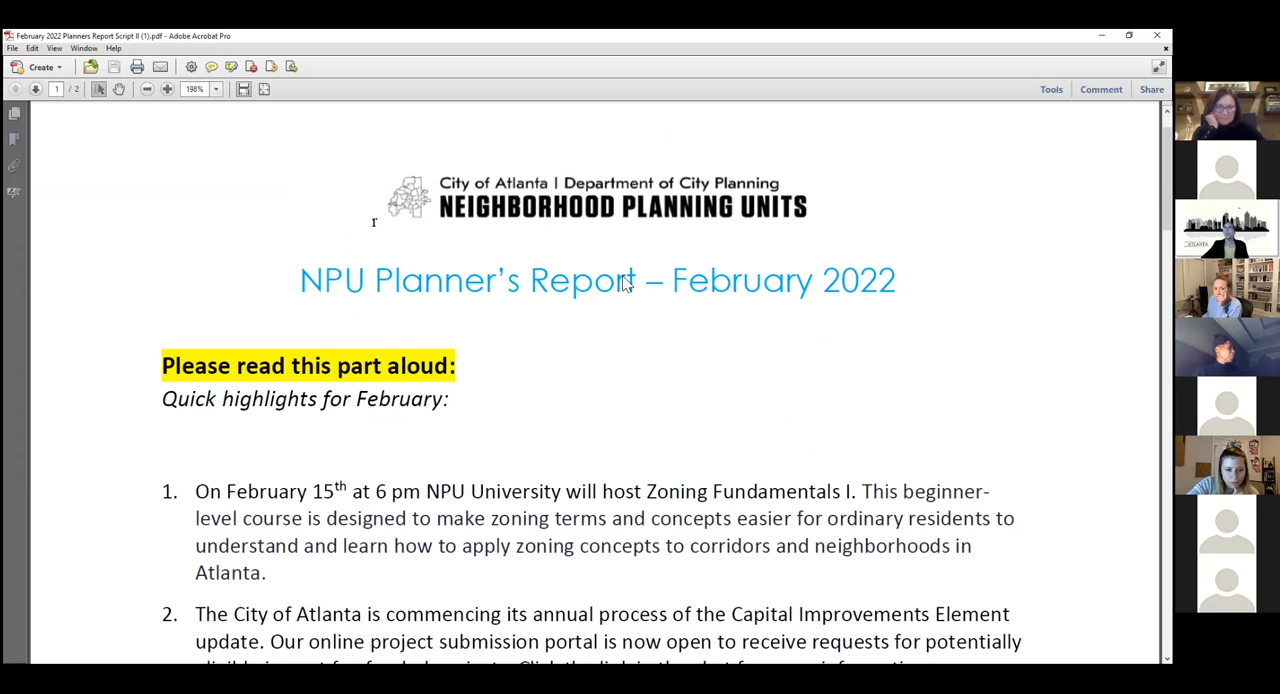 February 2022 Planners Report Script II (1).pdf - Adobe Acrobat Pro
File Edit View Window Help
Create
1 / 2 198% Tools Comment Share
City of Atlanta | Department of City Planning
NEIGHBORHOOD PLANNING UNITS
r
NPU Planner's Report – February 2022
Please read this part aloud:
Quick highlights for February:
1. On February 15th at 6 pm NPU University will host Zoning Fundamentals I. This beginner-
level course is designed to make zoning terms and concepts easier for ordinary residents to
understand and learn how to apply zoning concepts to corridors and neighborhoods in
Atlanta.
2. The City of Atlanta is commencing its annual process of the Capital Improvements Element
update. Our online project submission portal is now open to receive requests for potentially
ATLANTA